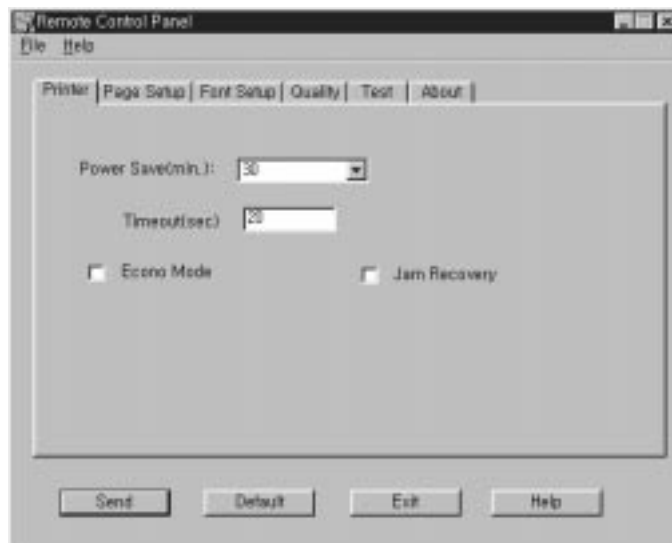 Remote Control Panel
File Help
Printer Page Setup Font Setup Quality Test About
Power Save(min.): 30
Timeout(sec) 20
Econo Mode Jam Recovery
Send Default Exit Help